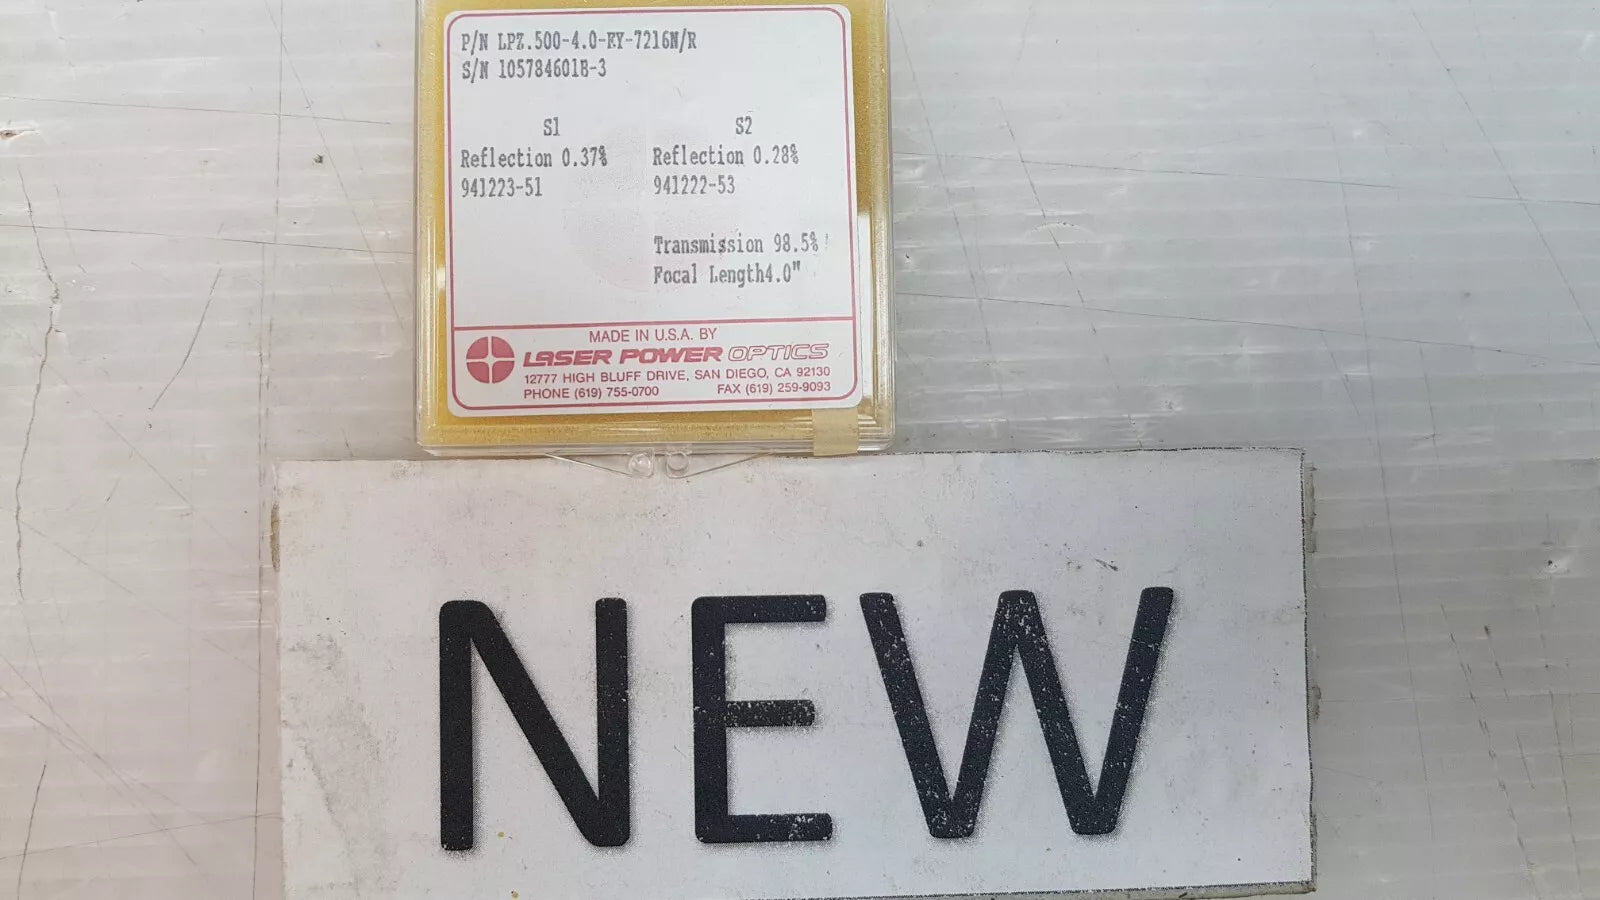 P/N LPZ.500-4.0-RY-7216N/R
S/N 105784601B-3
S1 S2
Reflection 0.37% Reflection 0.28%
941223-51 941222-53
Transmission 98.5%
Focal Length4.0"
MADE IN U.S.A. BY
LASER POWER OPTICS
12777 HIGH BLUFF DRIVE, SAN DIEGO, CA 92130
PHONE (619) 755-0700 FAX (619) 259-9093
NEW